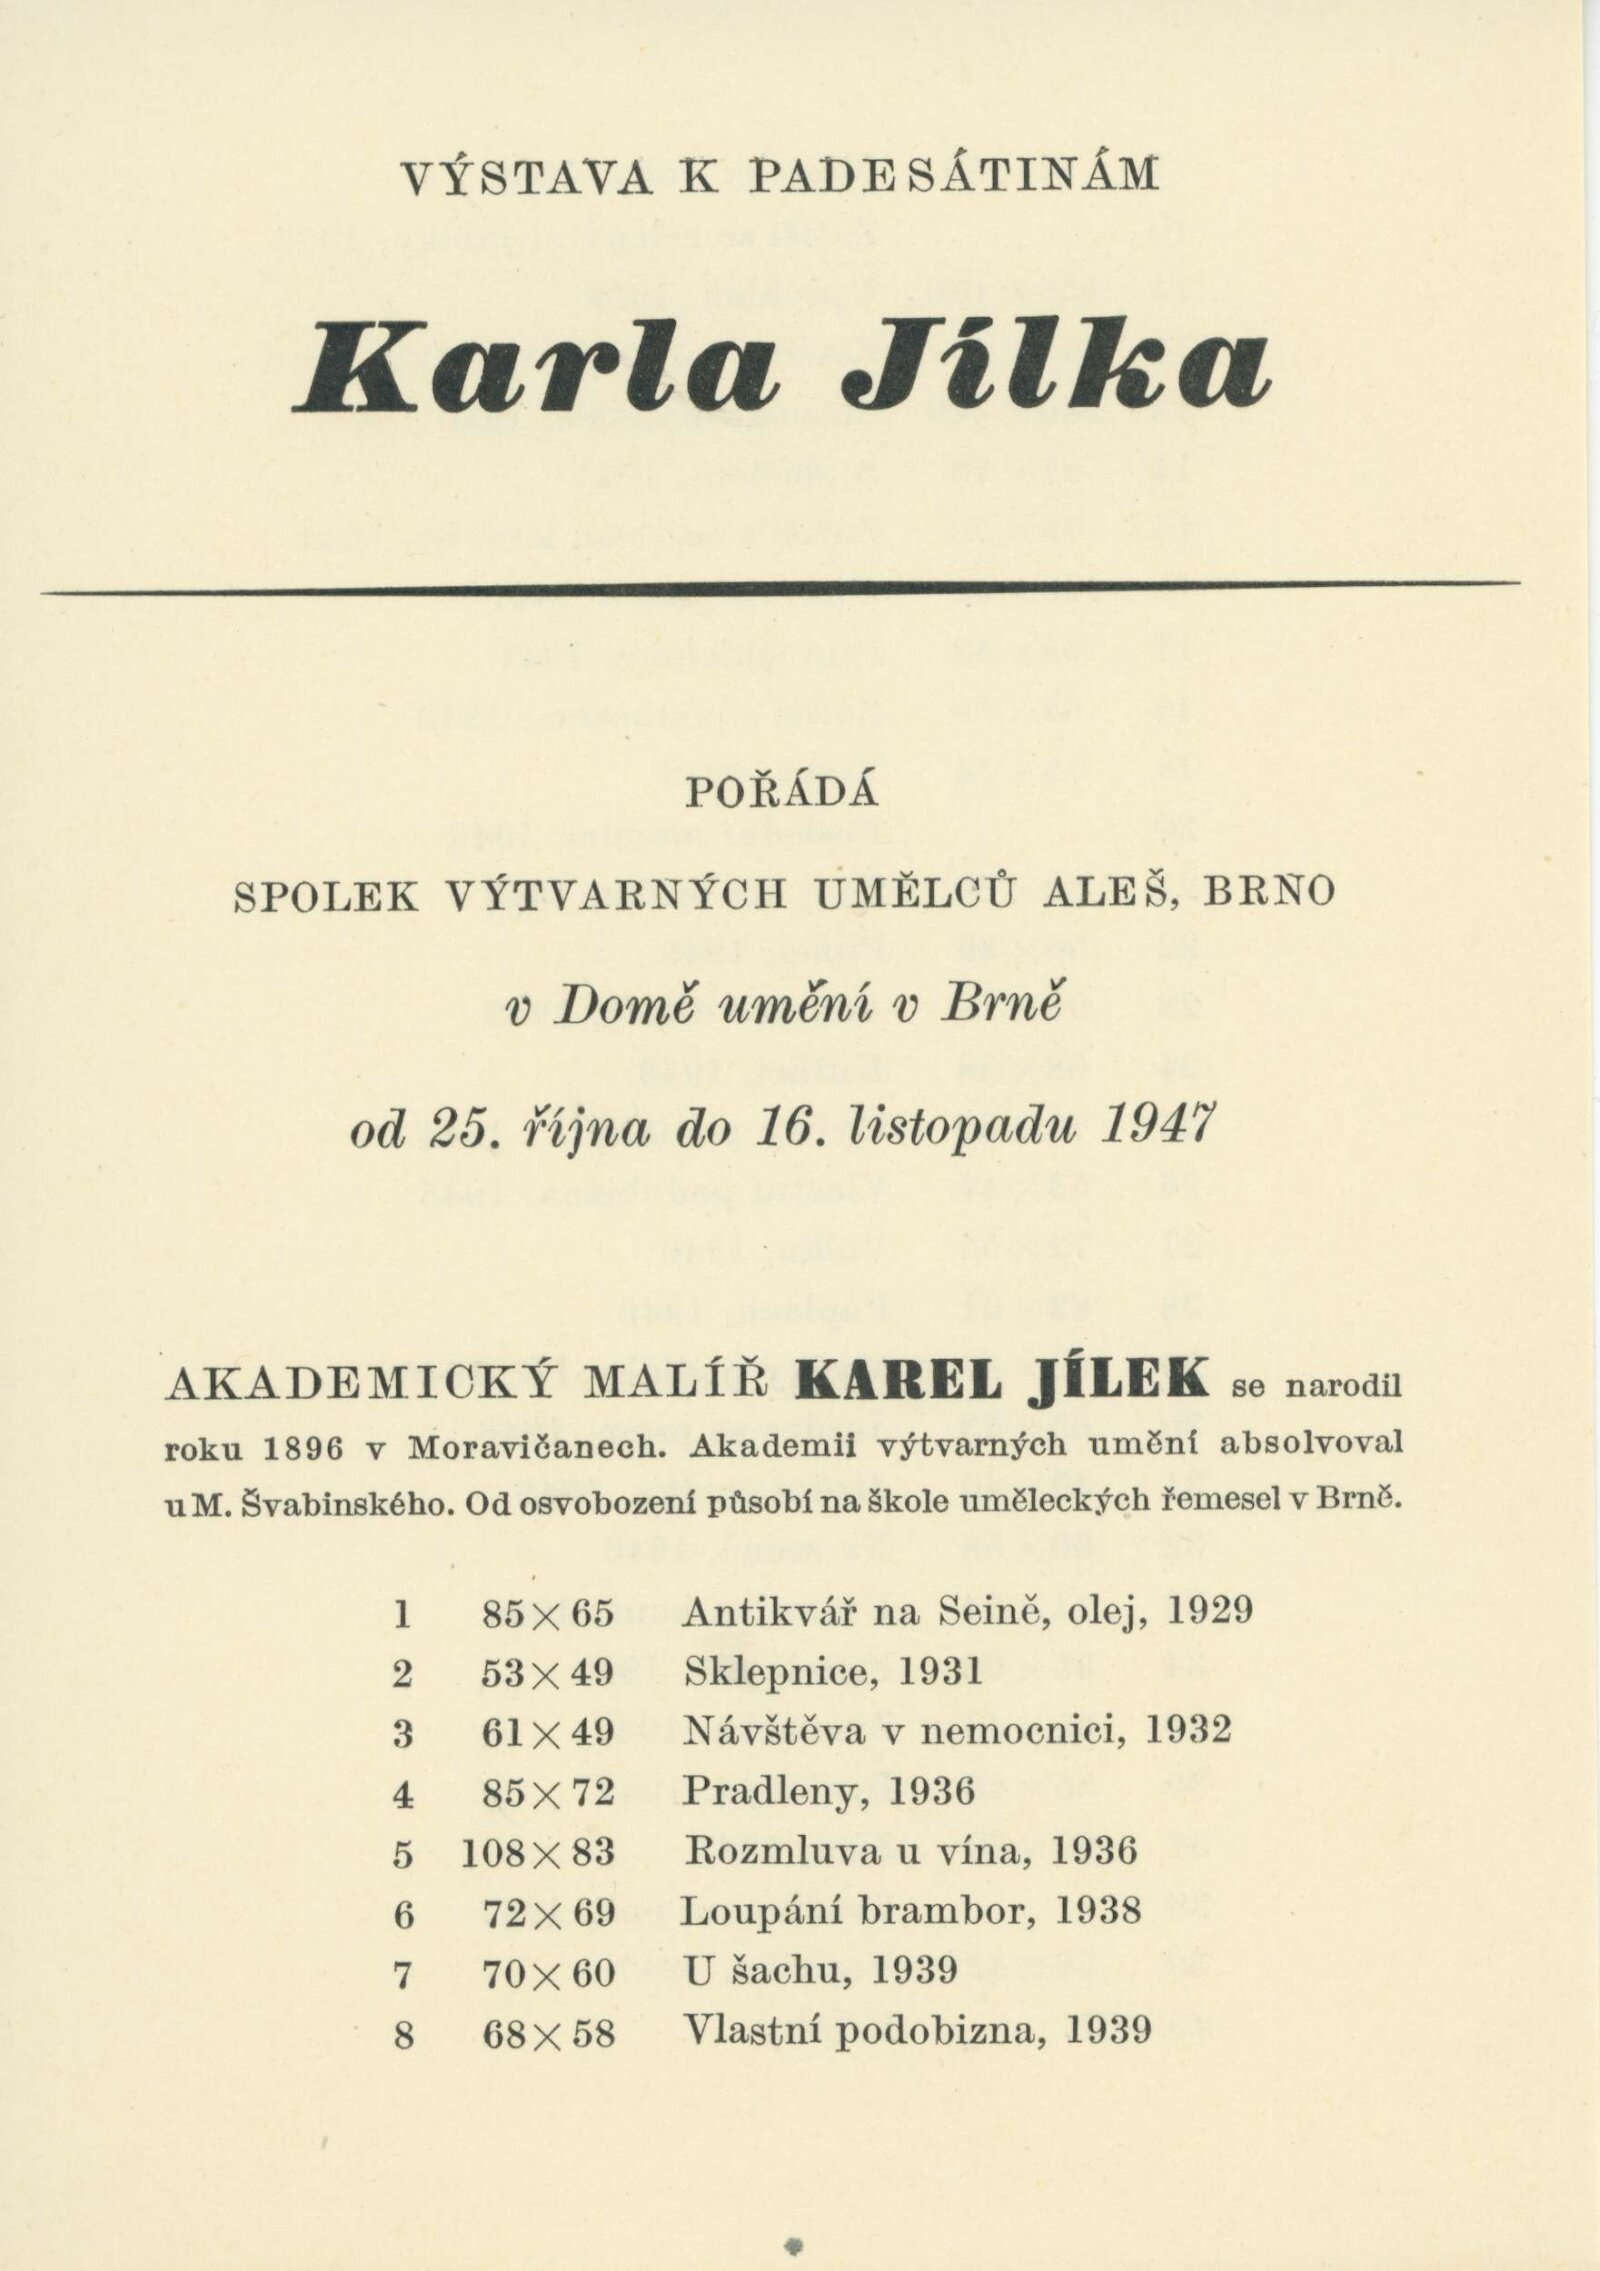 VÝSTAVA K PADESÁTINÁM
Karla Jílka
POŘÁDÁ
SPOLEK VÝTVARNÝCH UMĚLCŮ ALEŠ, BRNO
v Domě umění v Brně
od 25. října do 16. listopadu 1947
AKADEMICKÝ MALÍŘ KAREL JÍLEK se narodil
roku 1896 v Moravičanech. Akademii výtvarných umění absolvoval
u M. Švabinského. Od osvobození působí na škole uměleckých řemesel v Brně.
1 85×65 Antikvář na Seině, olej, 1929
2 53×49 Sklepnice, 1931
3 61×49 Návštěva v nemocnici, 1932
4 85×72 Pradleny, 1936
5 108×83 Rozmluva u vína, 1936
6 72×69 Loupání brambor, 1938
7 70×60 U šachu, 1939
8 68×58 Vlastní podobizna, 1939